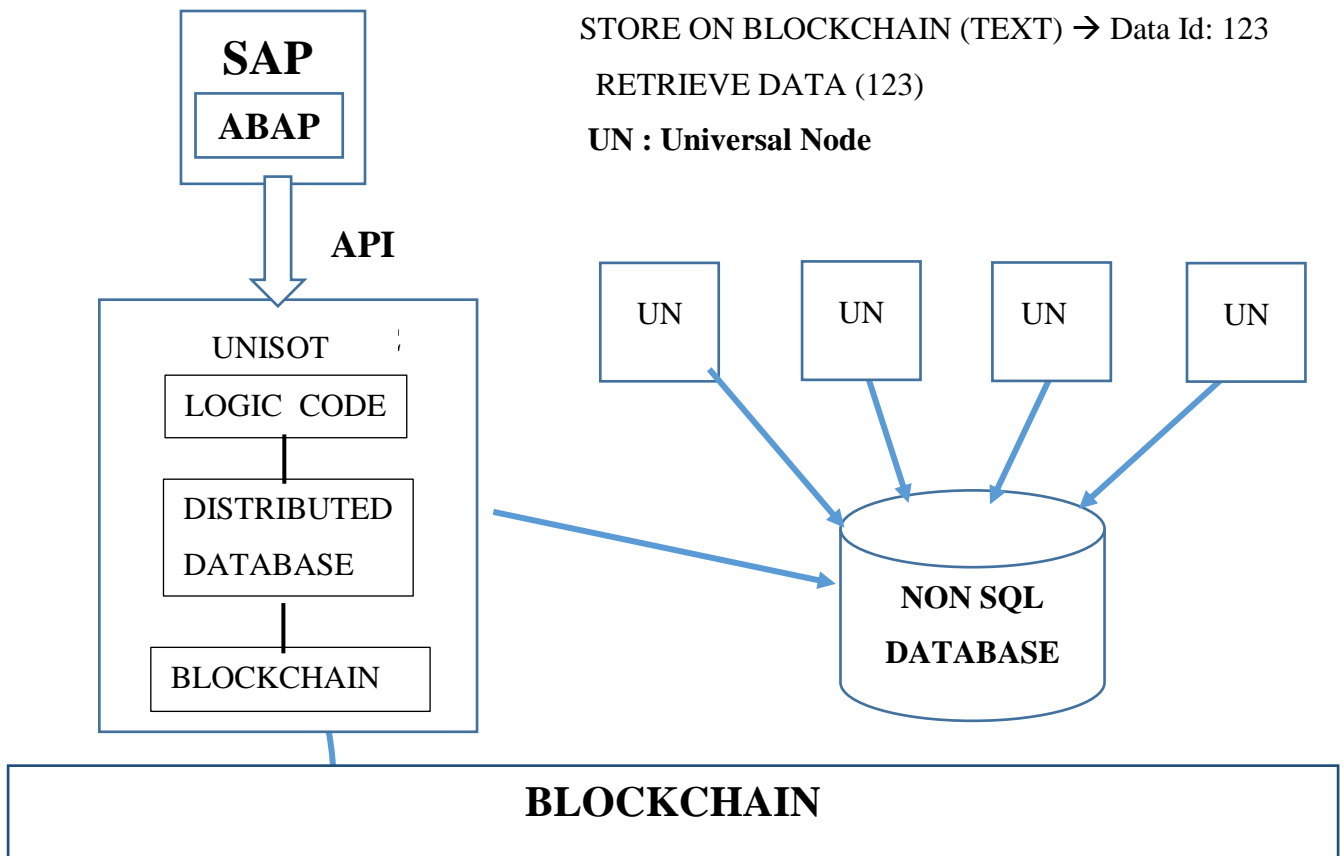 SAP
ABAP
STORE ON BLOCKCHAIN (TEXT) → Data Id: 123
RETRIEVE DATA (123)
UN : Universal Node
API
UNISOT
LOGIC CODE
DISTRIBUTED
DATABASE
BLOCKCHAIN
UN
UN
UN
UN
NON SQL
DATABASE
BLOCKCHAIN